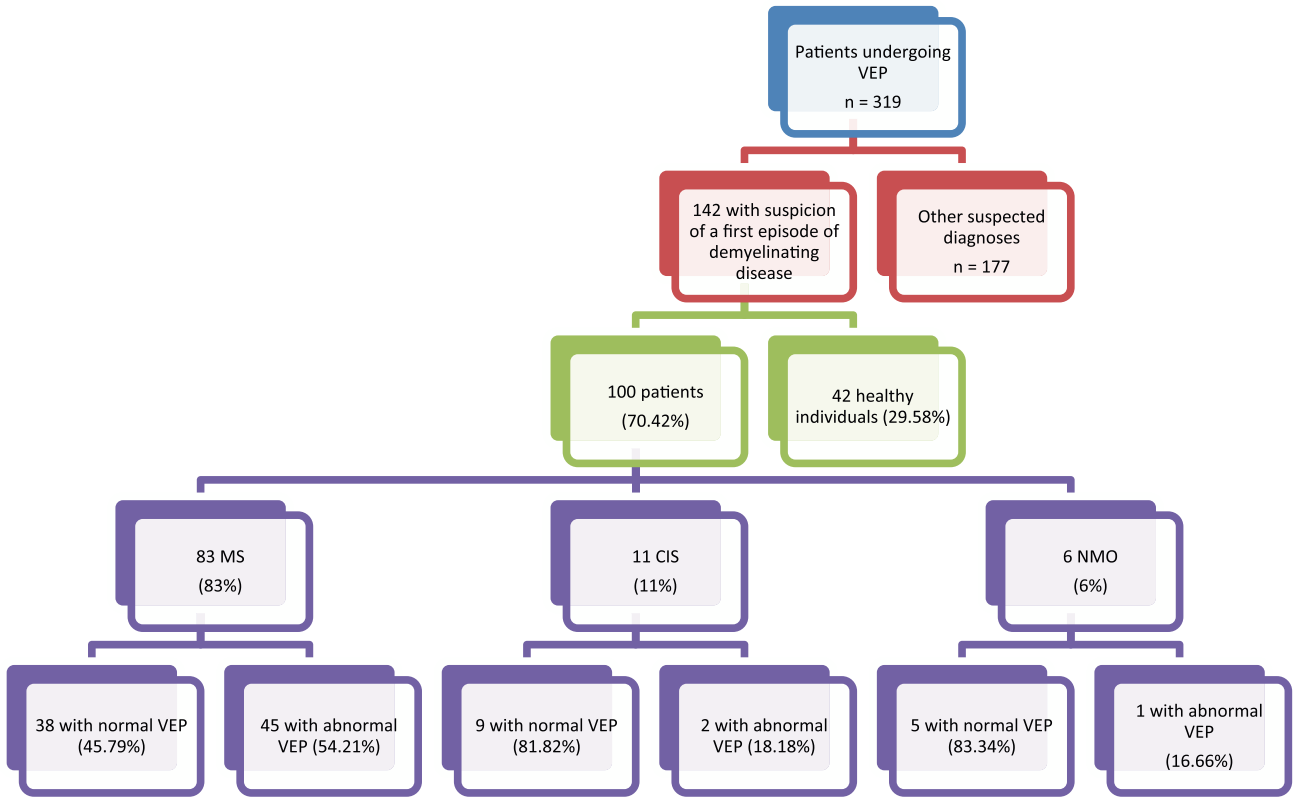 Patients undergoing
VEP
n = 319
142 with suspicion
of a first episode of
demyelinating
disease
Other suspected
diagnoses
n = 177
100 patients
(70.42%)
42 healthy
individuals (29.58%)
83 MS
(83%)
11 CIS
(11%)
6 NMO
(6%)
38 with normal VEP
(45.79%)
45 with abnormal
VEP (54.21%)
9 with normal VEP
(81.82%)
2 with abnormal
VEP (18.18%)
5 with normal VEP
(83.34%)
1 with abnormal
VEP
(16.66%)